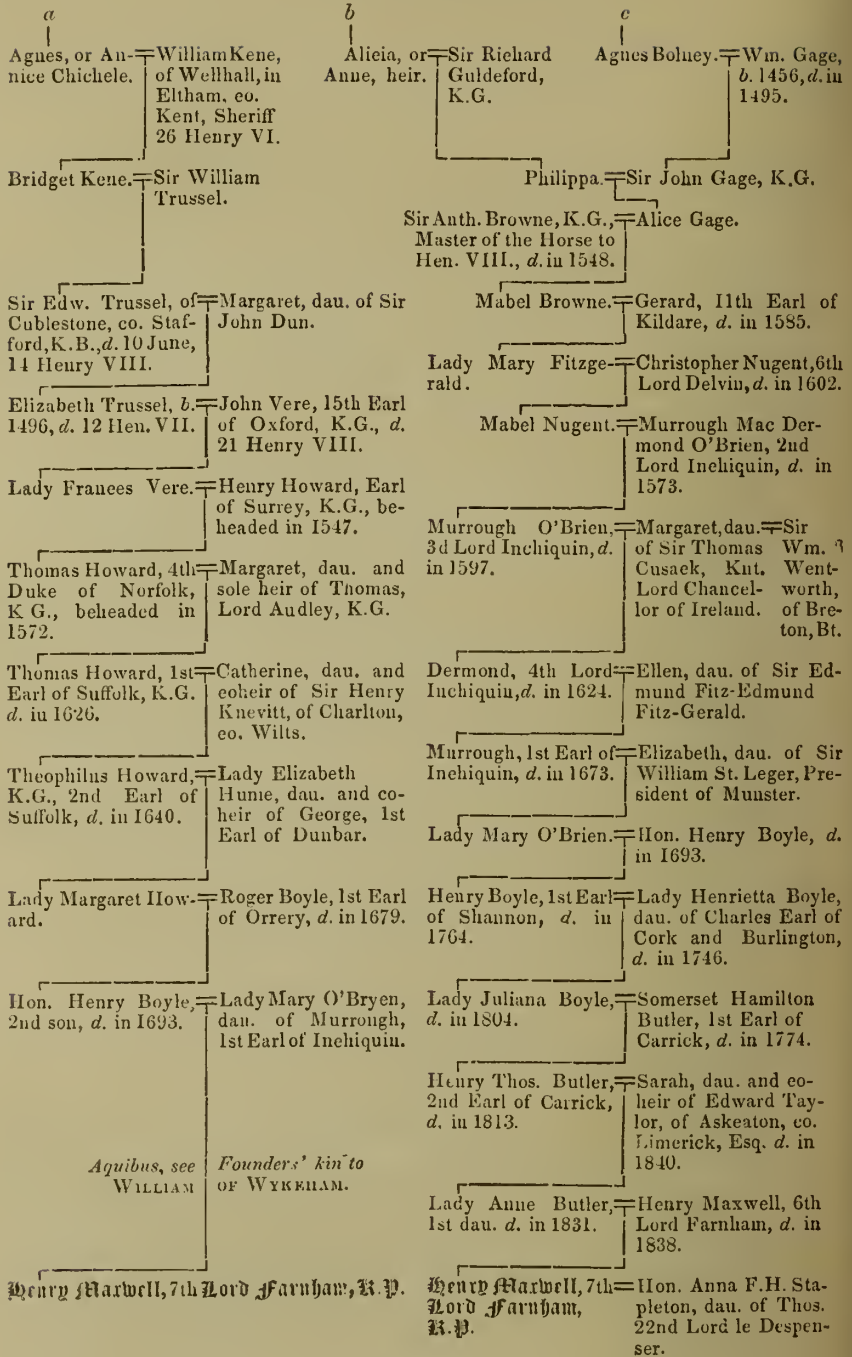 a
b
c
Agnes, or An-
nice Chichele.
William Kene,
of Wellhall, in
Eltham, co.
Kent, Sheriff
26 Henry VI.
Alicia, or
Anne, heir.
Sir Richard
Guldeford,
K.G.
Agnes Bolney.
Wm. Gage,
b. 1456, d. in
1495.
Bridget Kene.
Sir William
Trussel.
Philippa.
Sir John Gage, K.G.
Sir Anth. Browne, K.G.,
Master of the Horse to
Hen. VIII., d. in 1548.
Alice Gage.
Sir Edw. Trussel, of
Cublestone, co. Staf-
ford, K.B., d. 10 June,
14 Henry VIII.
Margaret, dau. of Sir
John Dun.
Mabel Browne.
Gerard, 11th Earl of
Kildare, d. in 1585.
Lady Mary Fitzge-
rald.
Christopher Nugent, 6th
Lord Delvin, d. in 1602.
Elizabeth Trussel, b.
1496, d. 12 Hen. VII.
John Vere, 15th Earl
of Oxford, K.G., d.
21 Henry VIII.
Mabel Nugent.
Murrough Mac Der-
mond O'Brien, 2nd
Lord Inchiquin, d. in
1573.
Lady Frances Vere.
Henry Howard, Earl
of Surrey, K.G., be-
headed in 1547.
Murrough O'Brien,
3d Lord Inchiquin, d.
in 1597.
Margaret, dau.
of Sir Thomas
Cusack, Knt.
Lord Chancel-
lor of Ireland.
Sir
Wm.
Went-
worth,
of Bre-
ton, Bt.
Thomas Howard, 4th
Duke of Norfolk,
K G., beheaded in
1572.
Margaret, dau. and
sole heir of Thomas,
Lord Audley, K.G.
Thomas Howard, 1st
Earl of Suffolk, K.G.
d. in 1626.
Catherine, dau. and
coheir of Sir Henry
Knevitt, of Charlton,
co. Wilts.
Dermond, 4th Lord
Inchiquin, d. in 1624.
Ellen, dau. of Sir Ed-
mund Fitz-Edmund
Fitz-Gerald.
Murrough, 1st Earl of
Inchiquin, d. in 1673.
Elizabeth, dau. of Sir
William St. Leger, Pre-
sident of Munster.
Theophilus Howard,
K.G., 2nd Earl of
Suffolk, d. in 1640.
Lady Elizabeth
Hume, dau. and co-
heir of George, 1st
Earl of Dunbar.
Lady Mary O'Brien.
Hon. Henry Boyle, d.
in 1693.
Lady Margaret How-
ard.
Roger Boyle, 1st Earl
of Orrery, d. in 1679.
Henry Boyle, 1st Earl
of Shannon, d. in
1764.
Lady Henrietta Boyle,
dau. of Charles Earl of
Cork and Burlington,
d. in 1746.
Hon. Henry Boyle,
2nd son, d. in 1693.
Lady Mary O'Bryen,
dau. of Murrough,
1st Earl of Inchiquin.
Lady Juliana Boyle,
d. in 1804.
Somerset Hamilton
Butler, 1st Earl of
Carrick, d. in 1774.
Henry Thos. Butler,
2nd Earl of Carrick,
d. in 1813.
Sarah, dau. and co-
heir of Edward Tay-
lor, of Askeaton, co.
Limerick, Esq. d. in
1840.
Aquibus, see Founders' kin to
WILLIAM OF WYKEHAM.
Lady Anne Butler,
1st dau. d. in 1831.
Henry Maxwell, 6th
Lord Farnham, d. in
1838.
Henry Maxwell, 7th Lord Farnham, K.P.
Henry Maxwell, 7th
Lord Farnham,
K.P.
Hon. Anna F.H. Sta-
pleton, dau. of Thos.
22nd Lord le Despen-
ser.